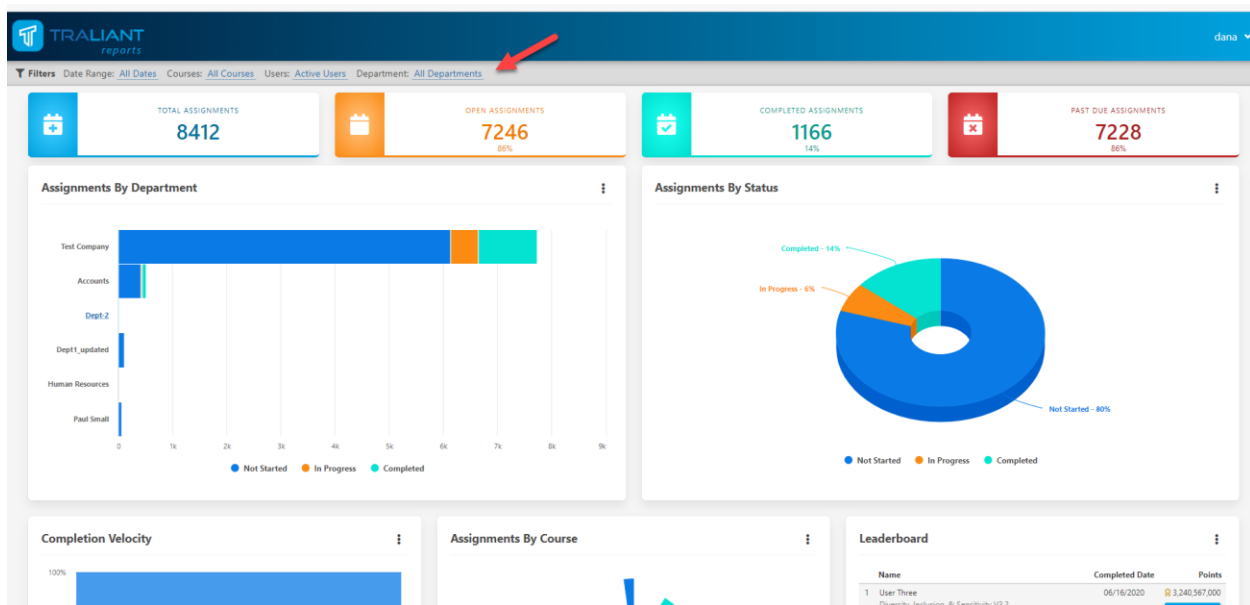 TRALIANT
reports
dana
Filters Date Range: All Dates Courses: All Courses Users: Active Users Department: All Departments
TOTAL ASSIGNMENTS
8412
OPEN ASSIGNMENTS
7246
86%
COMPLETED ASSIGNMENTS
1166
14%
PAST DUE ASSIGNMENTS
7228
86%
Assignments By Department
Test Company
Accounts
Dept-2
Dept1_updated
Human Resources
Paul Small
0 1k 2k 3k 4k 5k 6k 7k 8k 9k
Not Started In Progress Completed
Assignments By Status
Completed - 14%
In Progress - 6%
Not Started - 80%
Not Started In Progress Completed
Completion Velocity
100%
Assignments By Course
Leaderboard
Name Completed Date Points
1 User Three 06/16/2020 3,240,567,000
Diversity, Inclusion, & Sensitivity V3.2